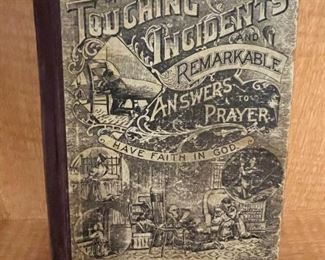 TOUCHING
INCIDENTS
AND
REMARKABLE
ANSWERS TO
PRAYER
HAVE FAITH IN GOD.